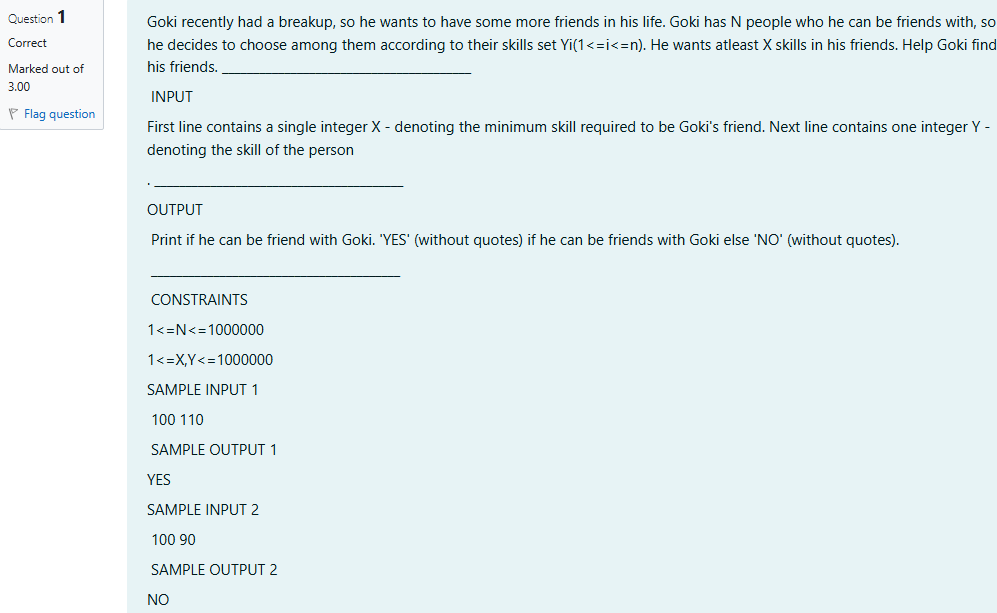 Question 1
Correct
Marked out of
3.00
Flag question
Goki recently had a breakup, so he wants to have some more friends in his life. Goki has N people who he can be friends with, so
he decides to choose among them according to their skills set Yi(1<=i<=n). He wants atleast X skills in his friends. Help Goki find
his friends. ____________________________________
INPUT
First line contains a single integer X - denoting the minimum skill required to be Goki's friend. Next line contains one integer Y -
denoting the skill of the person
. ____________________________________
OUTPUT
Print if he can be friend with Goki. 'YES' (without quotes) if he can be friends with Goki else 'NO' (without quotes).
____________________________________
CONSTRAINTS
1<=N<=1000000
1<=X,Y<=1000000
SAMPLE INPUT 1
100 110
SAMPLE OUTPUT 1
YES
SAMPLE INPUT 2
100 90
SAMPLE OUTPUT 2
NO